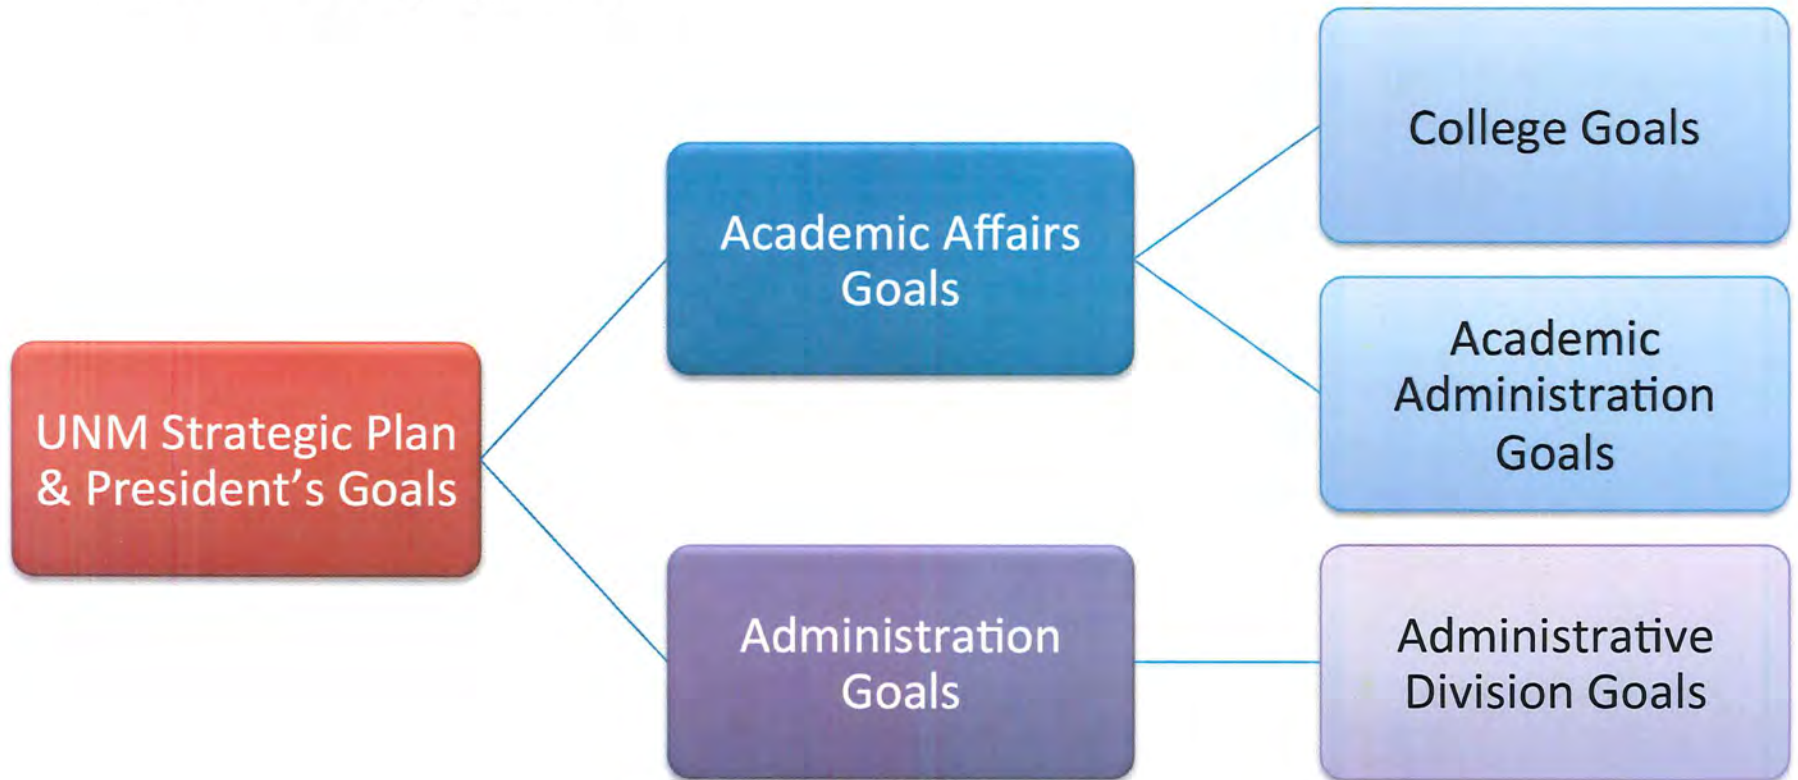 UNM Strategic Plan
& President’s Goals
Academic Affairs
Goals
College Goals
Academic
Administration
Goals
Administration
Goals
Administrative
Division Goals